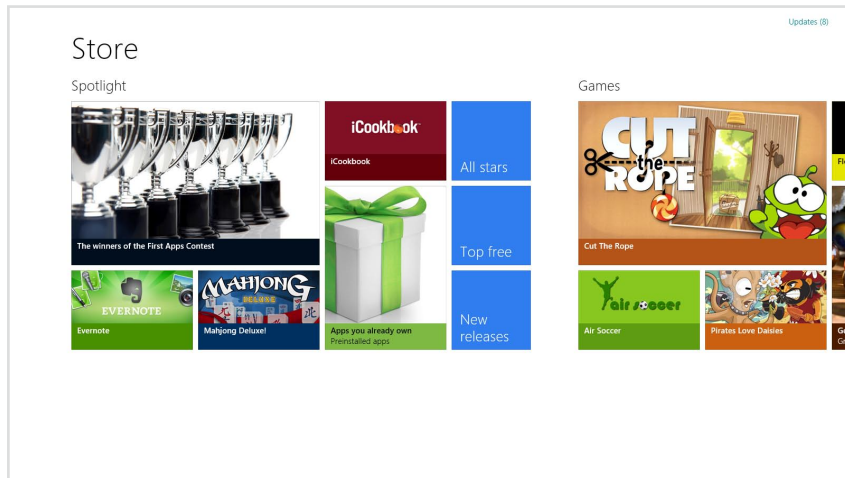 Updates (8)
Store
Spotlight
The winners of the First Apps Contest
EVERNOTE
Evernote
MAHJONG
DELUXE
Mahjong Deluxe!
iCookbook
iCookbook
Apps you already own
Preinstalled apps
All stars
Top free
New
releases
Games
CUT
the
ROPE
Cut The Rope
air soccer
Air Soccer
Pirates Love Daisies